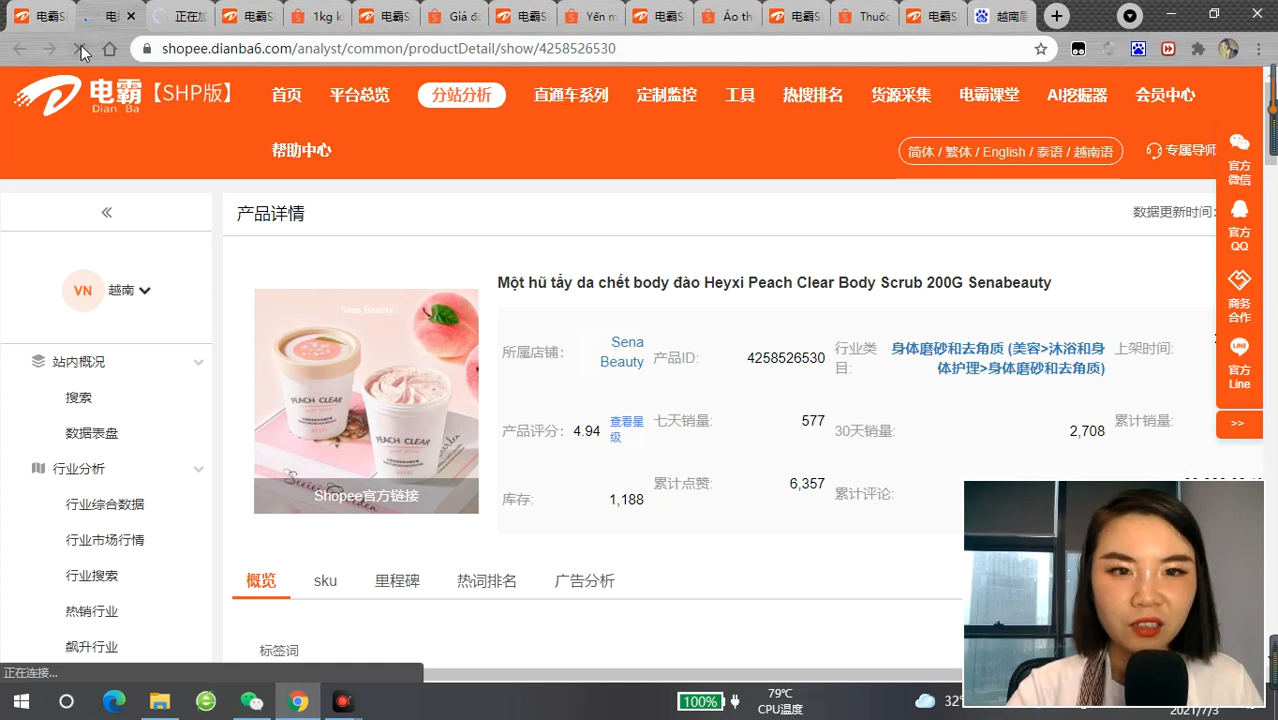 电霸S
电
正在加
电霸S
1kg k
电霸S
Giá đ
电霸S
Yến m
电霸S
Áo th
电霸S
Thuốc
电霸S
越南盾
shopee.dianba6.com/analyst/common/productDetail/show/4258526530
电霸【SHP版】
Dian Ba
首页 平台总览 分站分析 直通车系列 定制监控 工具 热搜排名 货源采集 电霸课堂 AI挖掘器 会员中心
帮助中心
简体 / 繁体 / English / 泰语 / 越南语
专属导师
官方
微信
官方
QQ
商务
合作
LINE
官方
Line
>>
产品详情
数据更新时间:
VN 越南
站内概况
搜索
数据表盘
行业分析
行业综合数据
行业市场行情
行业搜索
热销行业
飙升行业
Một hũ tẩy da chết body đào Heyxi Peach Clear Body Scrub 200G Senabeauty
Sena Beauty
PEACH CLEAR
PEACH CLEAR
Shopee官方链接
所属店铺: Sena
Beauty
产品ID: 4258526530
行业类
目:
身体磨砂和去角质 (美容>沐浴和身
体护理>身体磨砂和去角质)
上架时间:
产品评分: 4.94 查看星
级
七天销量: 577
30天销量: 2,708
累计销量:
库存: 1,188
累计点赞: 6,357
累计评论:
概览 sku 里程碑 热词排名 广告分析
标签词
正在连接...
100%
79℃
CPU温度
32°
2021/7/3